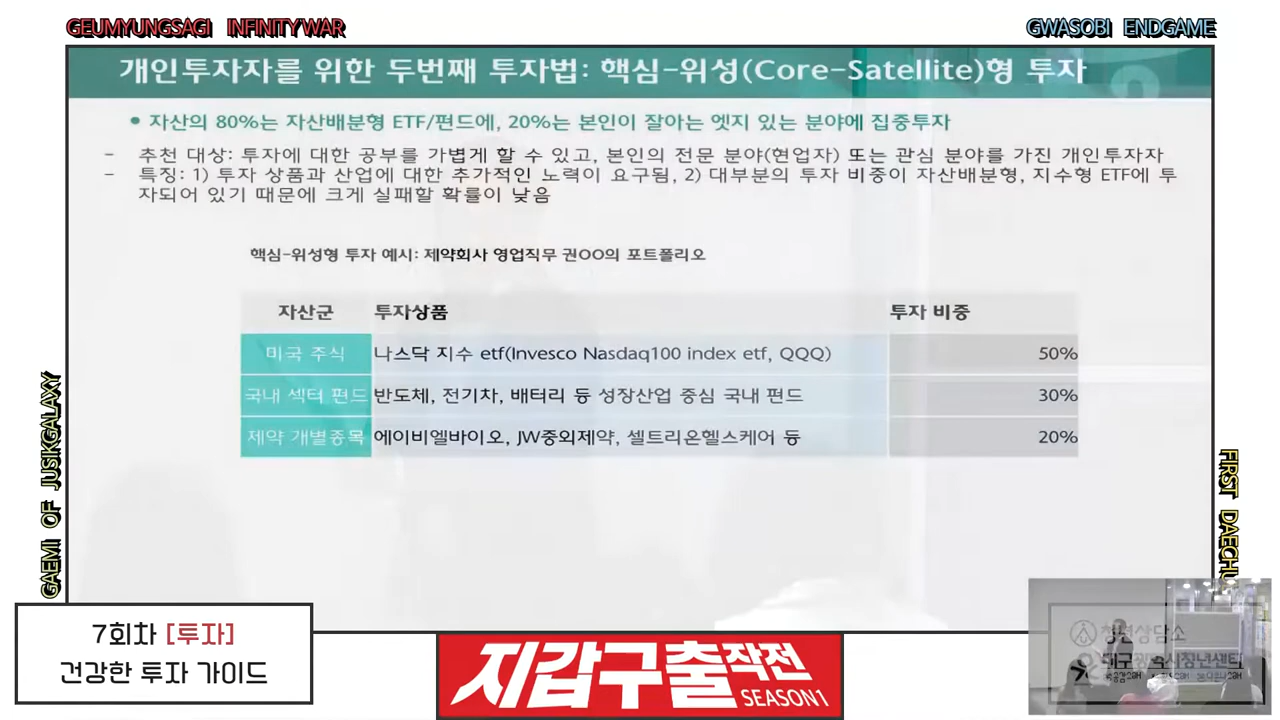 GEUMYUNGSAGI INFINITY WAR
GWASOBI ENDGAME
개인투자자를 위한 두번째 투자법: 핵심-위성(Core-Satellite)형 투자
• 자산의 80%는 자산배분형 ETF/펀드에, 20%는 본인이 잘아는 엣지 있는 분야에 집중투자
- 추천 대상: 투자에 대한 공부를 가볍게 할 수 있고, 본인의 전문 분야(현업자) 또는 관심 분야를 가진 개인투자자
- 특징: 1) 투자 상품과 산업에 대한 추가적인 노력이 요구됨, 2) 대부분의 투자 비중이 자산배분형, 지수형 ETF에 투
자되어 있기 때문에 크게 실패할 확률이 낮음
핵심-위성형 투자 예시: 제약회사 영업직무 권OO의 포트폴리오
자산군 투자상품 투자 비중
미국 주식 나스닥 지수 etf(Invesco Nasdaq100 index etf, QQQ) 50%
국내 섹터 펀드 반도체, 전기차, 배터리 등 성장산업 중심 국내 펀드 30%
제약 개별종목 에이비엘바이오, JW중외제약, 셀트리온헬스케어 등 20%
GAEMI OF JUSIKGALAXY
FIRST
7회차 [투자]
건강한 투자 가이드
지갑구출작전
SEASON1
청년상담소